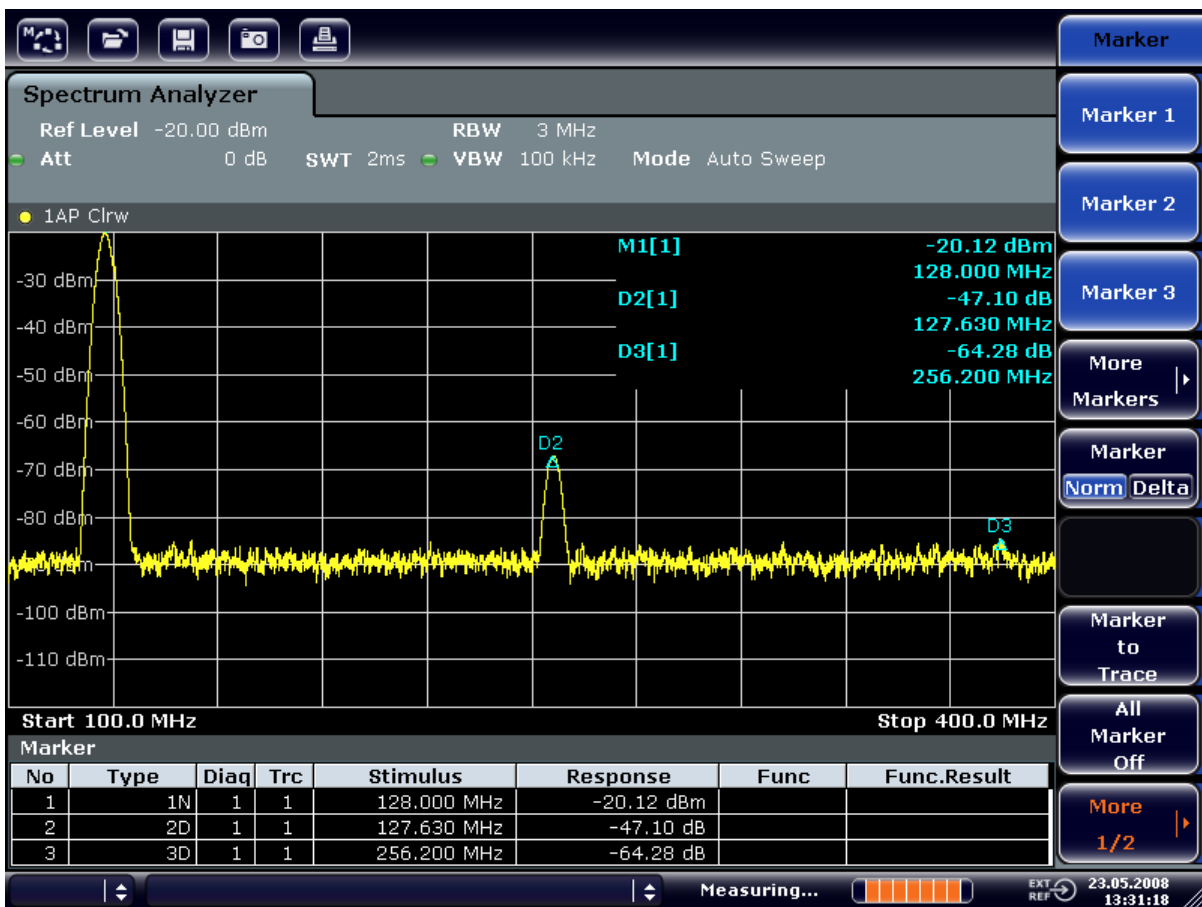 M
Marker
Spectrum Analyzer
Ref Level -20.00 dBm RBW 3 MHz
Att 0 dB SWT 2ms VBW 100 kHz Mode Auto Sweep
1AP Clrw
M1[1] -20.12 dBm
128.000 MHz
D2[1] -47.10 dB
127.630 MHz
D3[1] -64.28 dB
256.200 MHz
-30 dBm
-40 dBm
-50 dBm
-60 dBm
D2
-70 dBm
-80 dBm
D3
-100 dBm
-110 dBm
Start 100.0 MHz Stop 400.0 MHz
Marker
No Type Diag Trc Stimulus Response Func Func.Result
1 1N 1 1 128.000 MHz -20.12 dBm
2 2D 1 1 127.630 MHz -47.10 dB
3 3D 1 1 256.200 MHz -64.28 dB
Marker 1
Marker 2
Marker 3
More
Markers
Marker
Norm Delta
Marker
to
Trace
All
Marker
Off
More
1/2
Measuring...
EXT
REF
23.05.2008
13:31:18